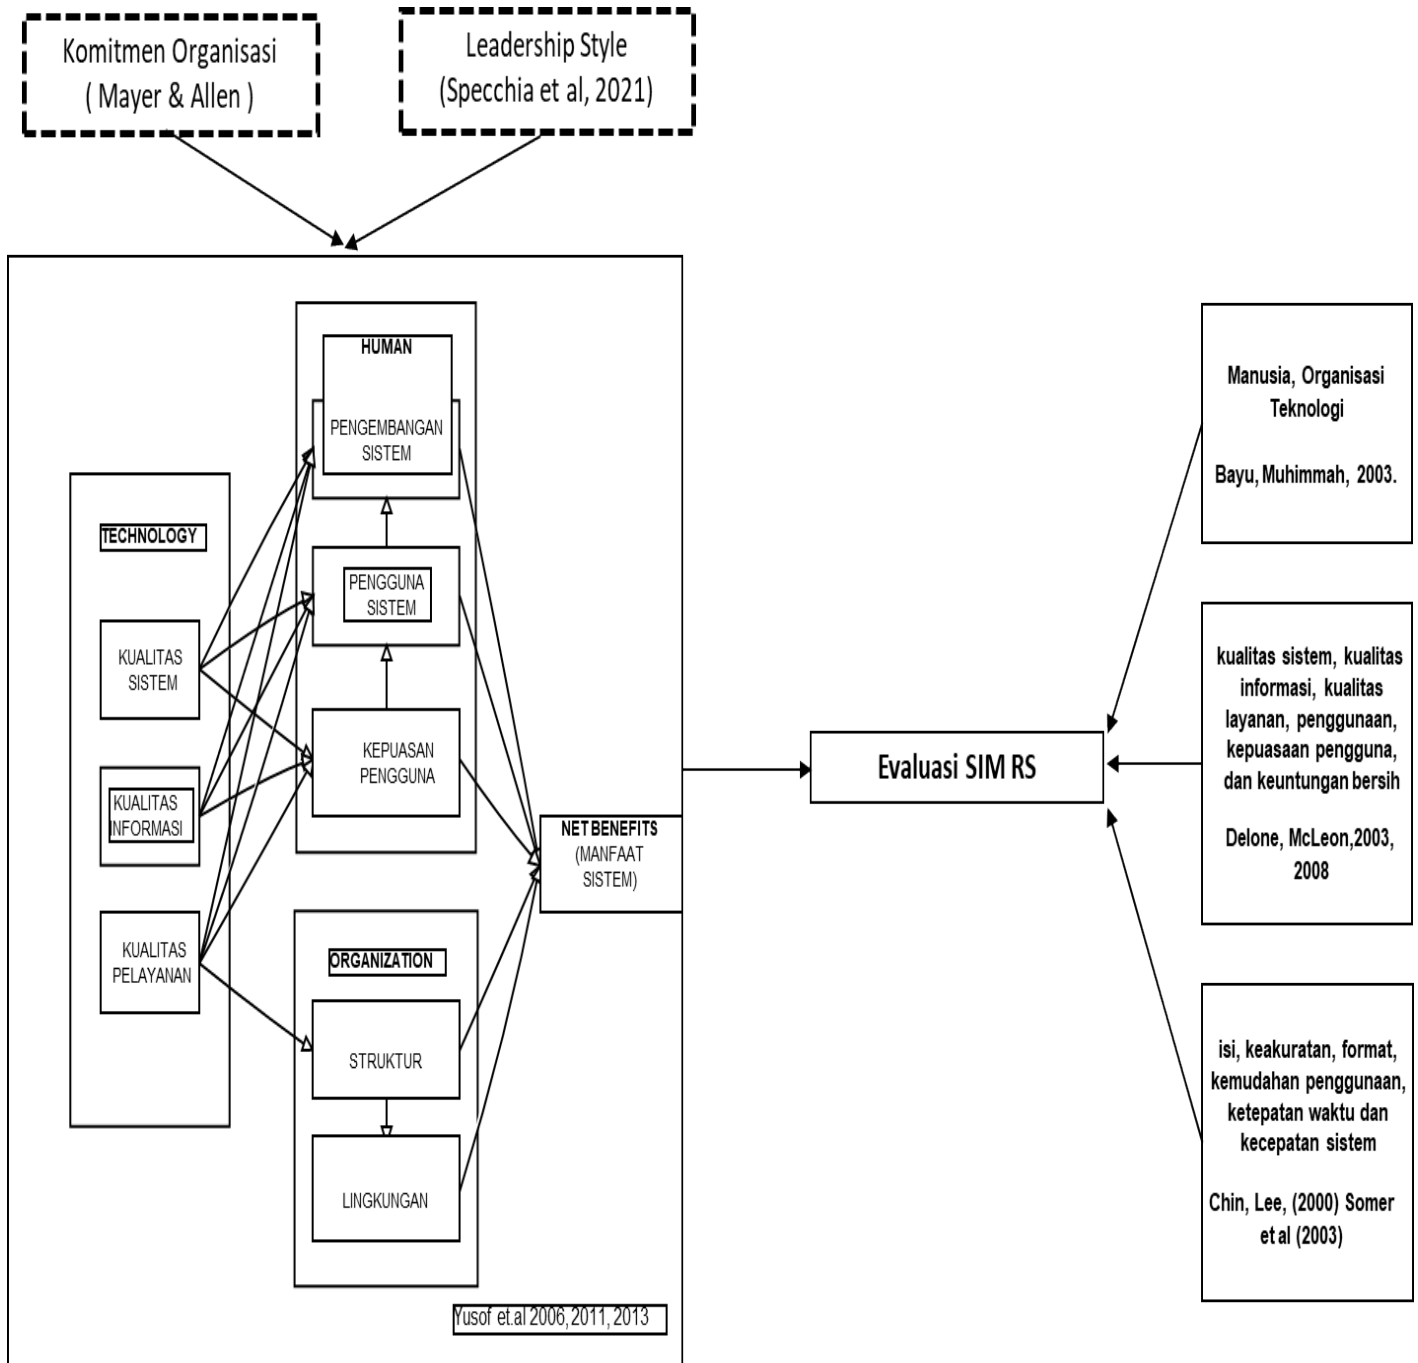 Komitmen Organisasi
( Mayer & Allen )
Leadership Style
(Specchia et al, 2021)
HUMAN
PENGEMBANGAN
SISTEM
TECHNOLOGY
PENGGUNA
SISTEM
KUALITAS
SISTEM
KEPUASAN
PENGGUNA
KUALITAS
INFORMASI
NET BENEFITS
(MANFAAT
SISTEM)
KUALITAS
PELAYANAN
ORGANIZATION
STRUKTUR
LINGKUNGAN
Yusof et.al 2006, 2011, 2013
Evaluasi SIM RS
Manusia, Organisasi
Teknologi
Bayu, Muhimmah, 2003.
kualitas sistem, kualitas
informasi, kualitas
layanan, penggunaan,
kepuasaan pengguna,
dan keuntungan bersih
Delone, McLeon,2003,
2008
isi, keakuratan, format,
kemudahan penggunaan,
ketepatan waktu dan
kecepatan sistem
Chin, Lee, (2000) Somer
et al (2003)